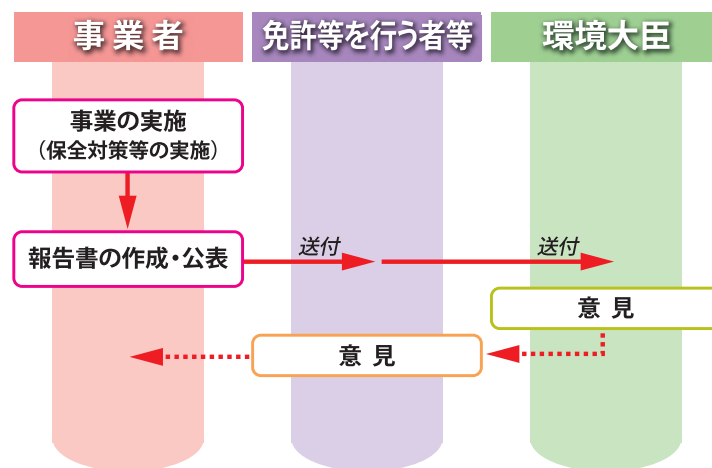 事業者
免許等を行う者等
環境大臣
事業の実施
（保全対策等の実施）
報告書の作成・公表
送付
送付
意見
意見